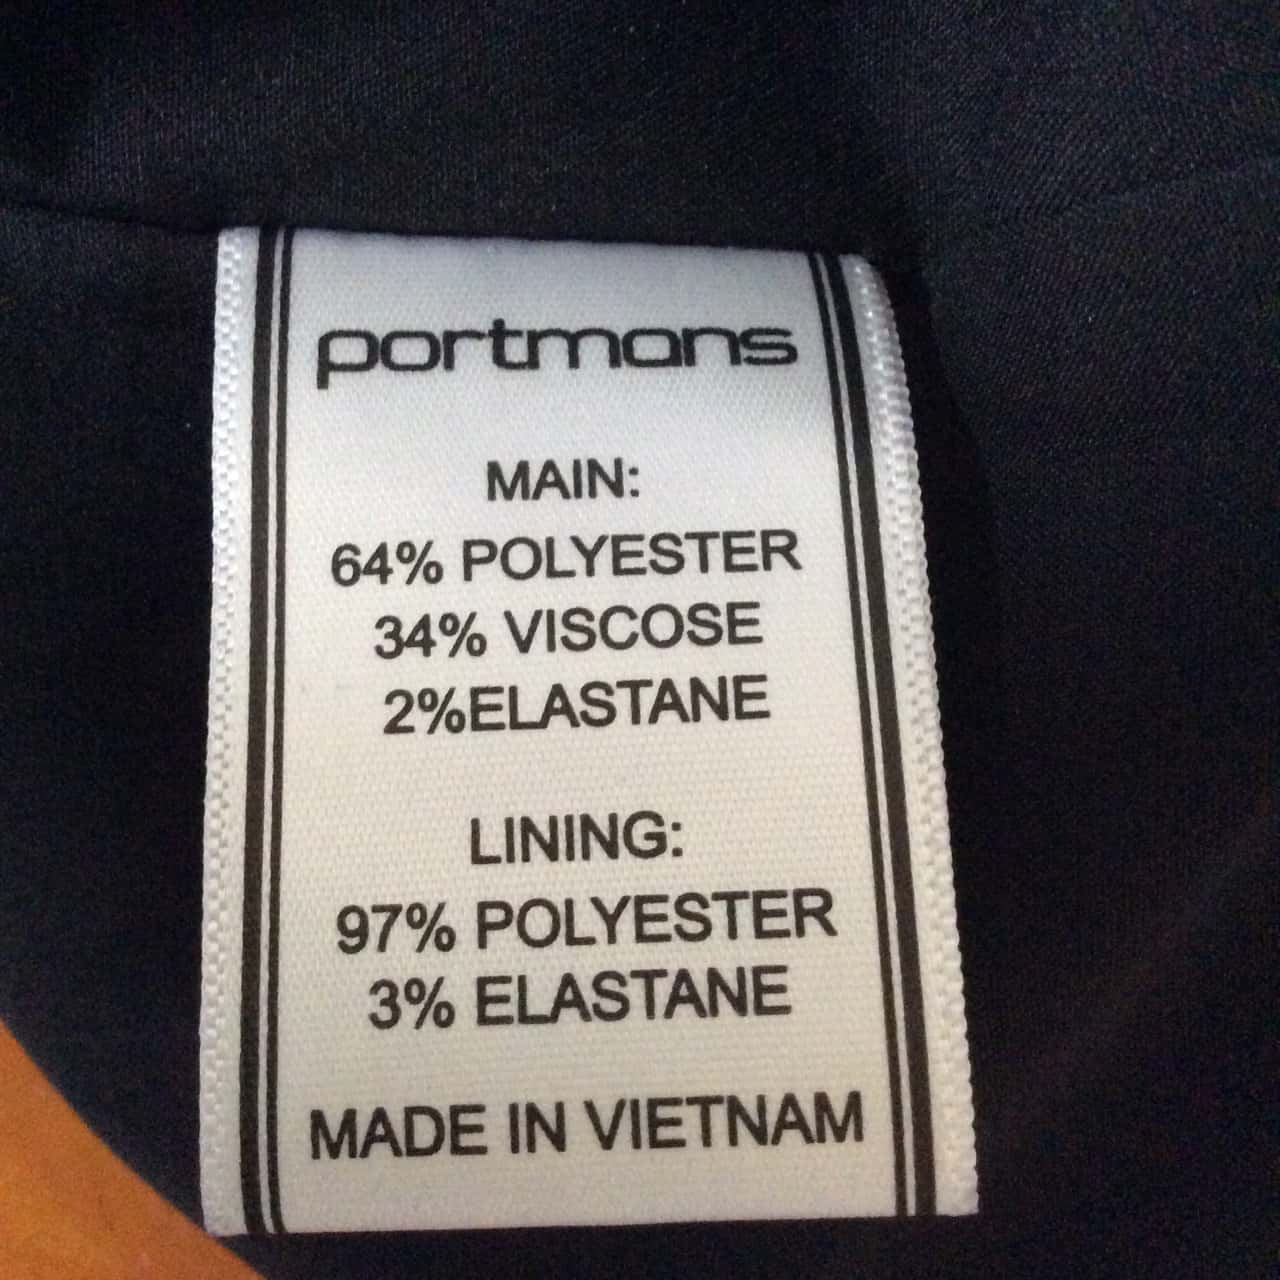 portmans
MAIN:
64% POLYESTER
34% VISCOSE
2%ELASTANE
LINING:
97% POLYESTER
3% ELASTANE
MADE IN VIETNAM